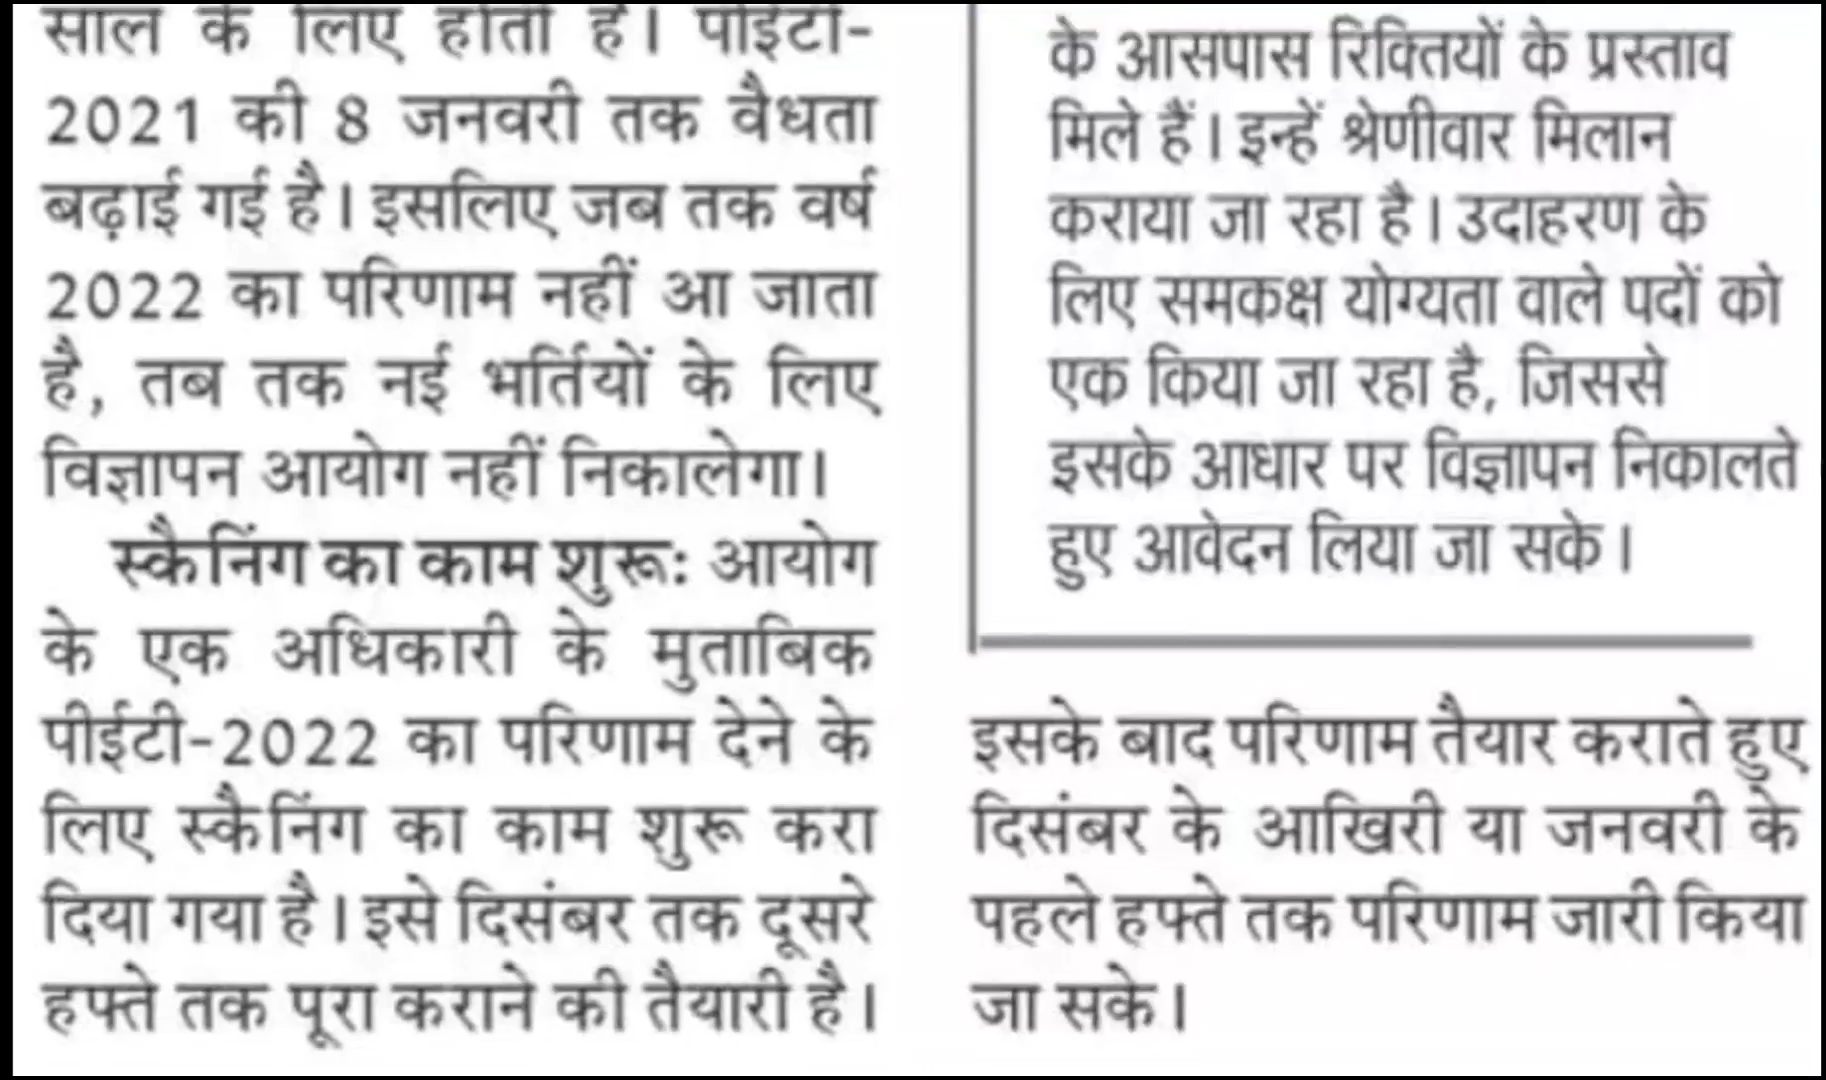 साल के लिए होती है। पीईटी-
2021 की 8 जनवरी तक वैधता
बढ़ाई गई है। इसलिए जब तक वर्ष
2022 का परिणाम नहीं आ जाता
है, तब तक नई भर्तियों के लिए
विज्ञापन आयोग नहीं निकालेगा।
स्कैनिंग का काम शुरू: आयोग
के एक अधिकारी के मुताबिक
पीईटी-2022 का परिणाम देने के
लिए स्कैनिंग का काम शुरू करा
दिया गया है। इसे दिसंबर तक दूसरे
हफ्ते तक पूरा कराने की तैयारी है।
के आसपास रिक्तियों के प्रस्ताव
मिले हैं। इन्हें श्रेणीवार मिलान
कराया जा रहा है। उदाहरण के
लिए समकक्ष योग्यता वाले पदों को
एक किया जा रहा है, जिससे
इसके आधार पर विज्ञापन निकालते
हुए आवेदन लिया जा सके।
इसके बाद परिणाम तैयार कराते हुए
दिसंबर के आखिरी या जनवरी के
पहले हफ्ते तक परिणाम जारी किया
जा सके।